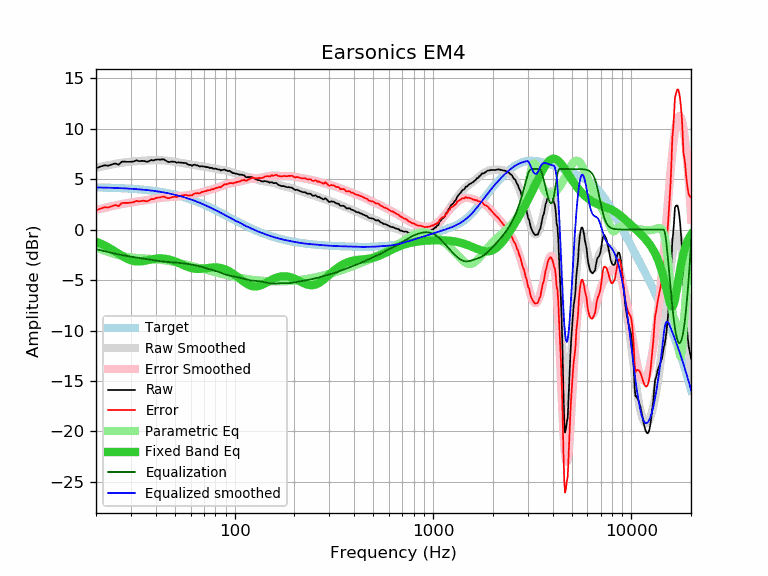 Earsonics EM4
15
10
5
0
−5
−10
−15
−20
−25
Amplitude (dBr)
Target
Raw Smoothed
Error Smoothed
Raw
Error
Parametric Eq
Fixed Band Eq
Equalization
Equalized smoothed
100 1000 10000
Frequency (Hz)